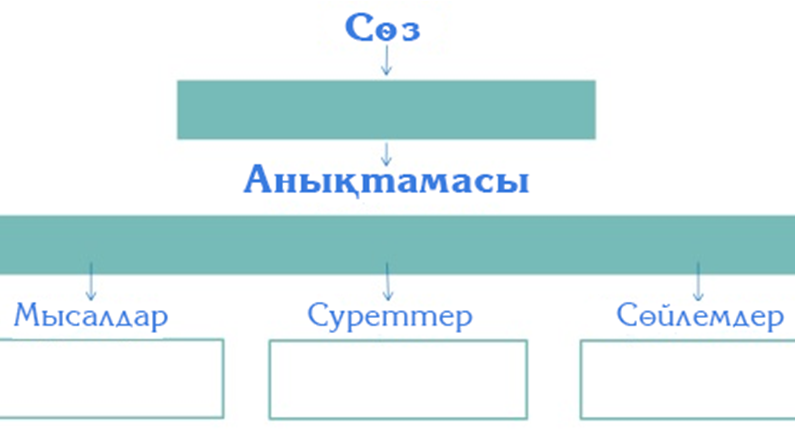 Сөз
Анықтамасы
Мысалдар Суреттер Сөйлемдер